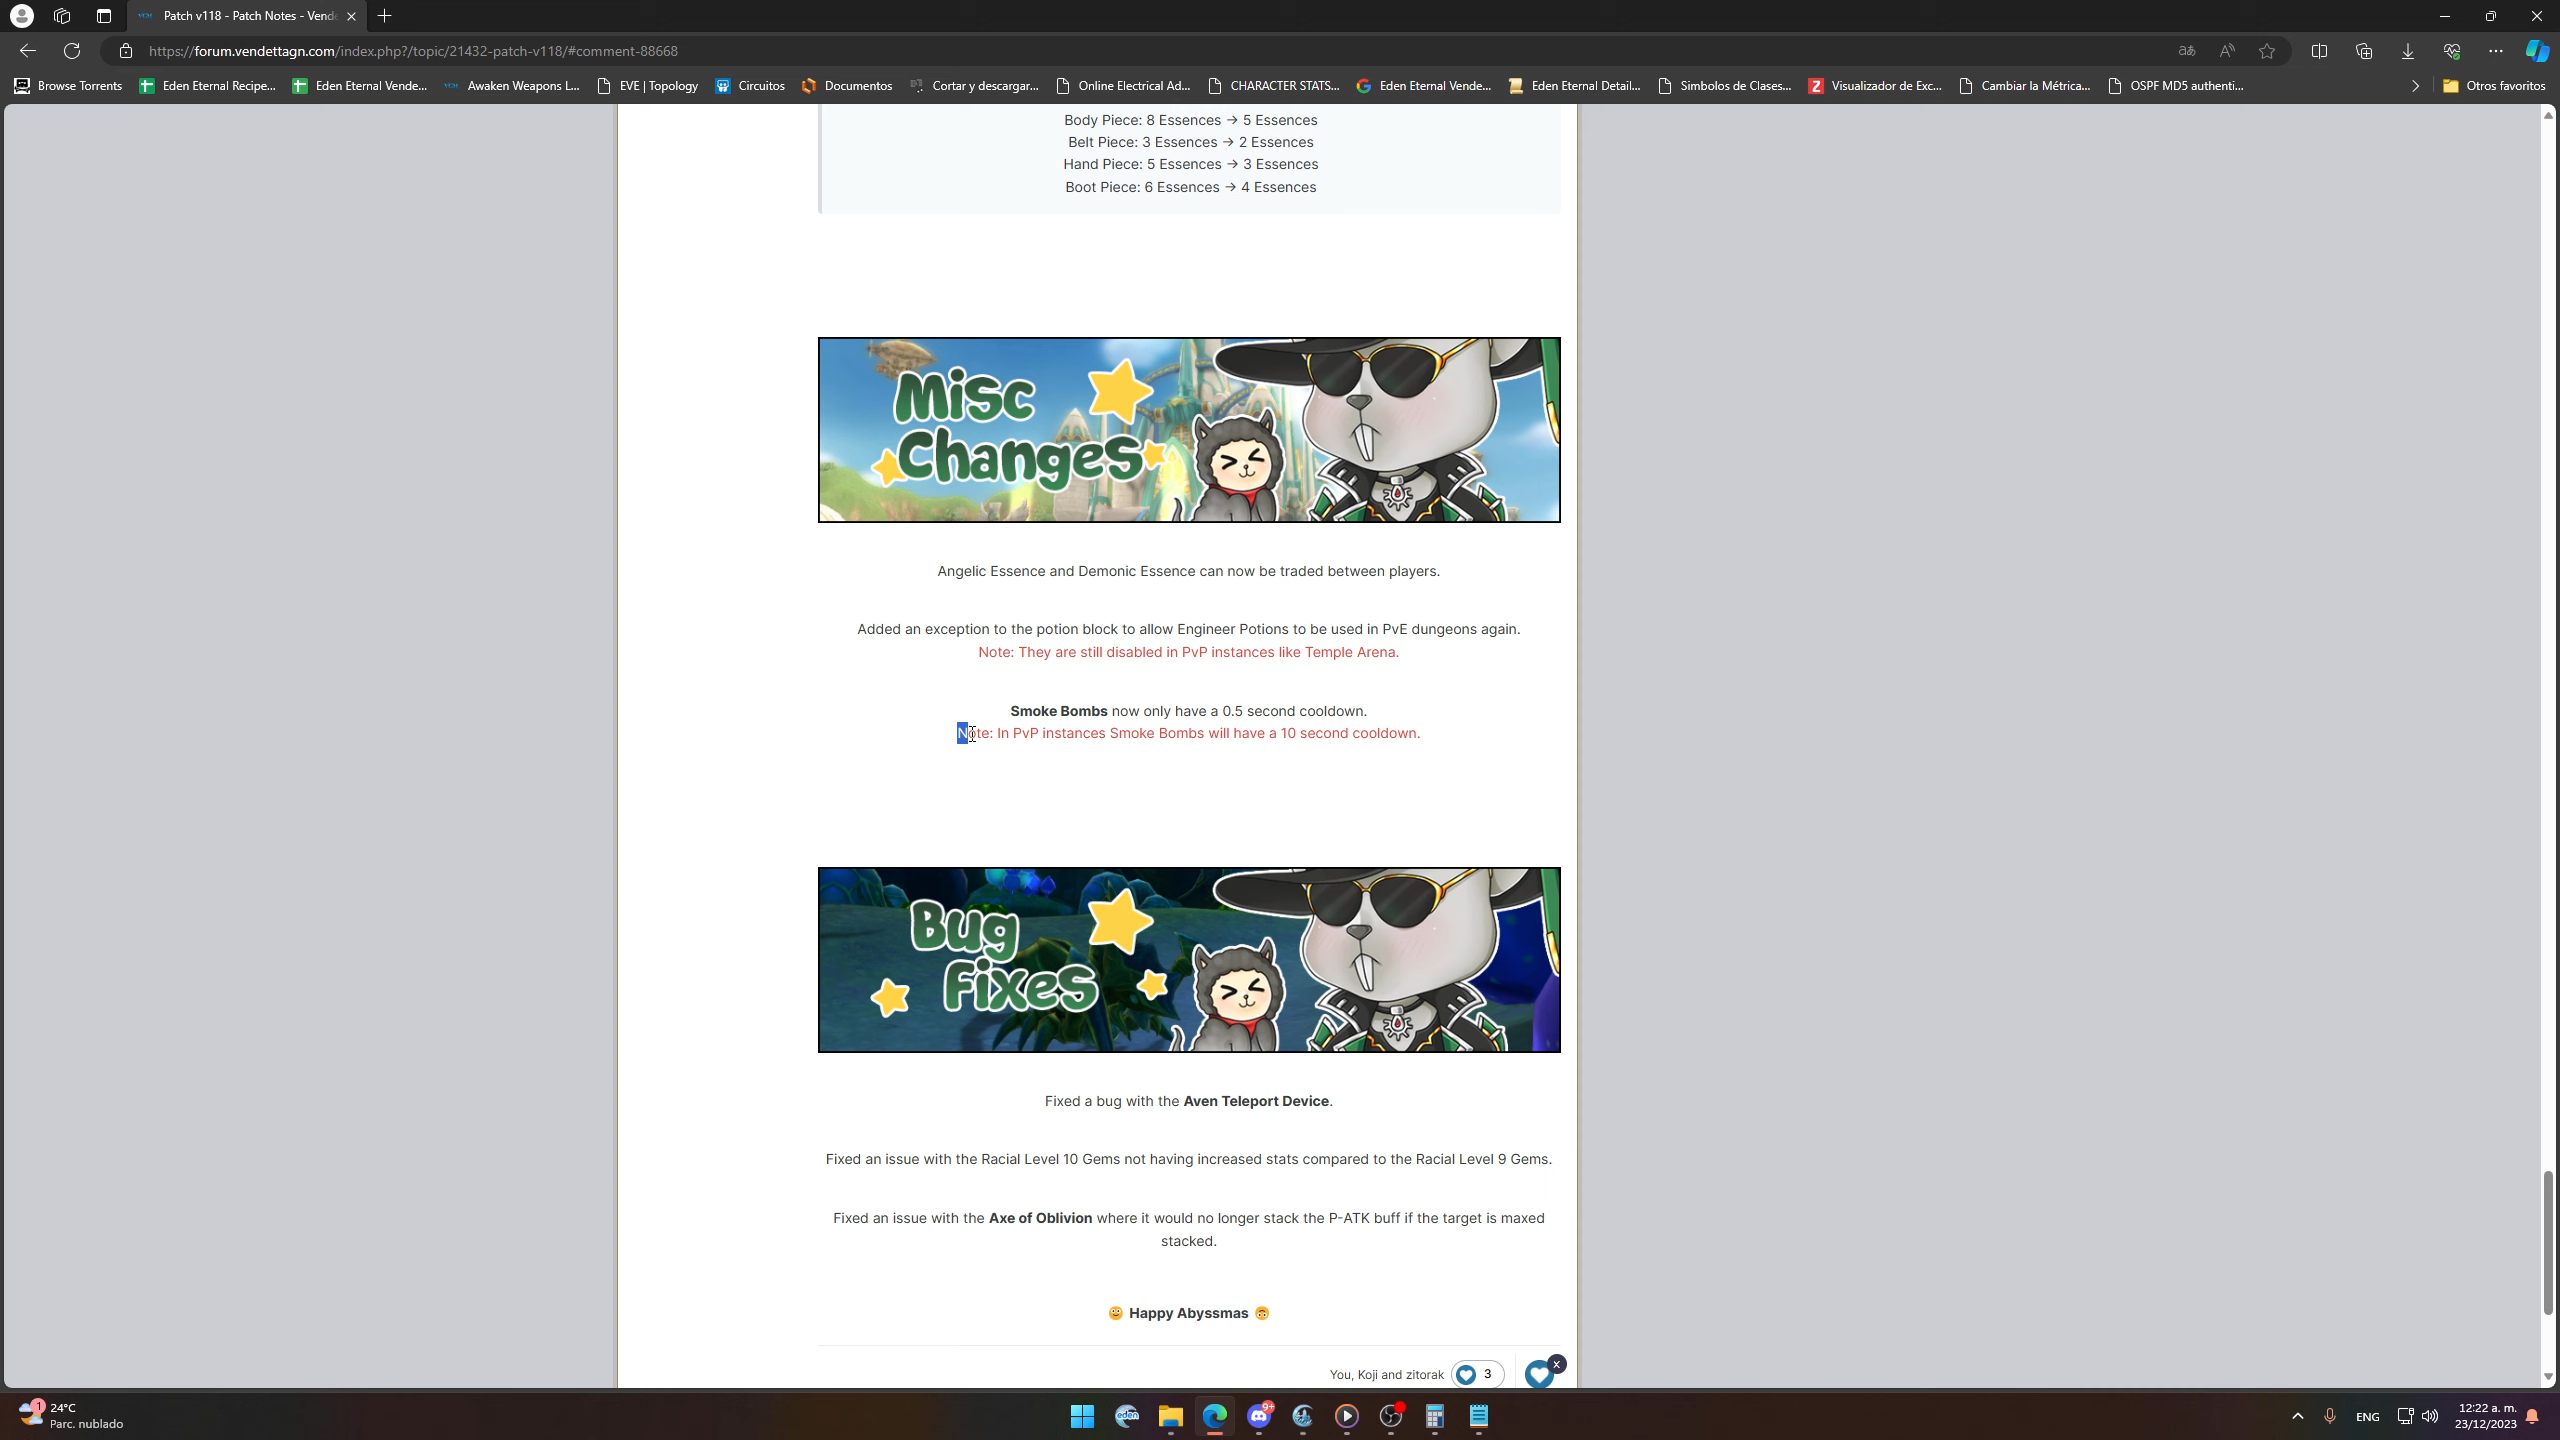 Patch v118 - Patch Notes - Vende
https://forum.vendettagn.com/index.php?/topic/21432-patch-v118/#comment-88668
Browse Torrents
Eden Eternal Recipe...
Eden Eternal Vende...
Awaken Weapons L...
EVE | Topology
Circuitos
Documentos
Cortar y descargar...
Online Electrical Ad...
CHARACTER STATS...
Eden Eternal Vende...
Eden Eternal Detail...
Simbolos de Clases...
Visualizador de Exc...
Cambiar la Métrica...
OSPF MD5 authenti...
Otros favoritos
Body Piece: 8 Essences → 5 Essences
Belt Piece: 3 Essences → 2 Essences
Hand Piece: 5 Essences → 3 Essences
Boot Piece: 6 Essences → 4 Essences
Misc
Changes
Angelic Essence and Demonic Essence can now be traded between players.
Added an exception to the potion block to allow Engineer Potions to be used in PvE dungeons again.
Note: They are still disabled in PvP instances like Temple Arena.
Smoke Bombs now only have a 0.5 second cooldown.
Note: In PvP instances Smoke Bombs will have a 10 second cooldown.
Bug
Fixes
Fixed a bug with the Aven Teleport Device.
Fixed an issue with the Racial Level 10 Gems not having increased stats compared to the Racial Level 9 Gems.
Fixed an issue with the Axe of Oblivion where it would no longer stack the P-ATK buff if the target is maxed
stacked.
🙂 Happy Abyssmas 🙃
You, Koji and zitorak 3
1
24°C
Parc. nublado
eden
9+
ENG
12:22 a. m.
23/12/2023